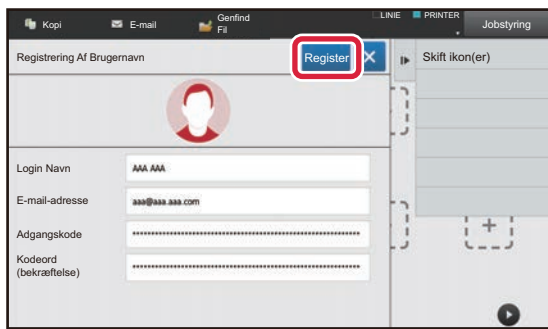 Kopi
E-mail
Genfind
Fil
LINIE
PRINTER
Jobstyring
Registrering Af Brugernavn
Register
Skift ikon(er)
Login Navn
AAA AAA
E-mail-adresse
aaa@aaa.aaa.com
Adgangskode
Kodeord
(bekræftelse)